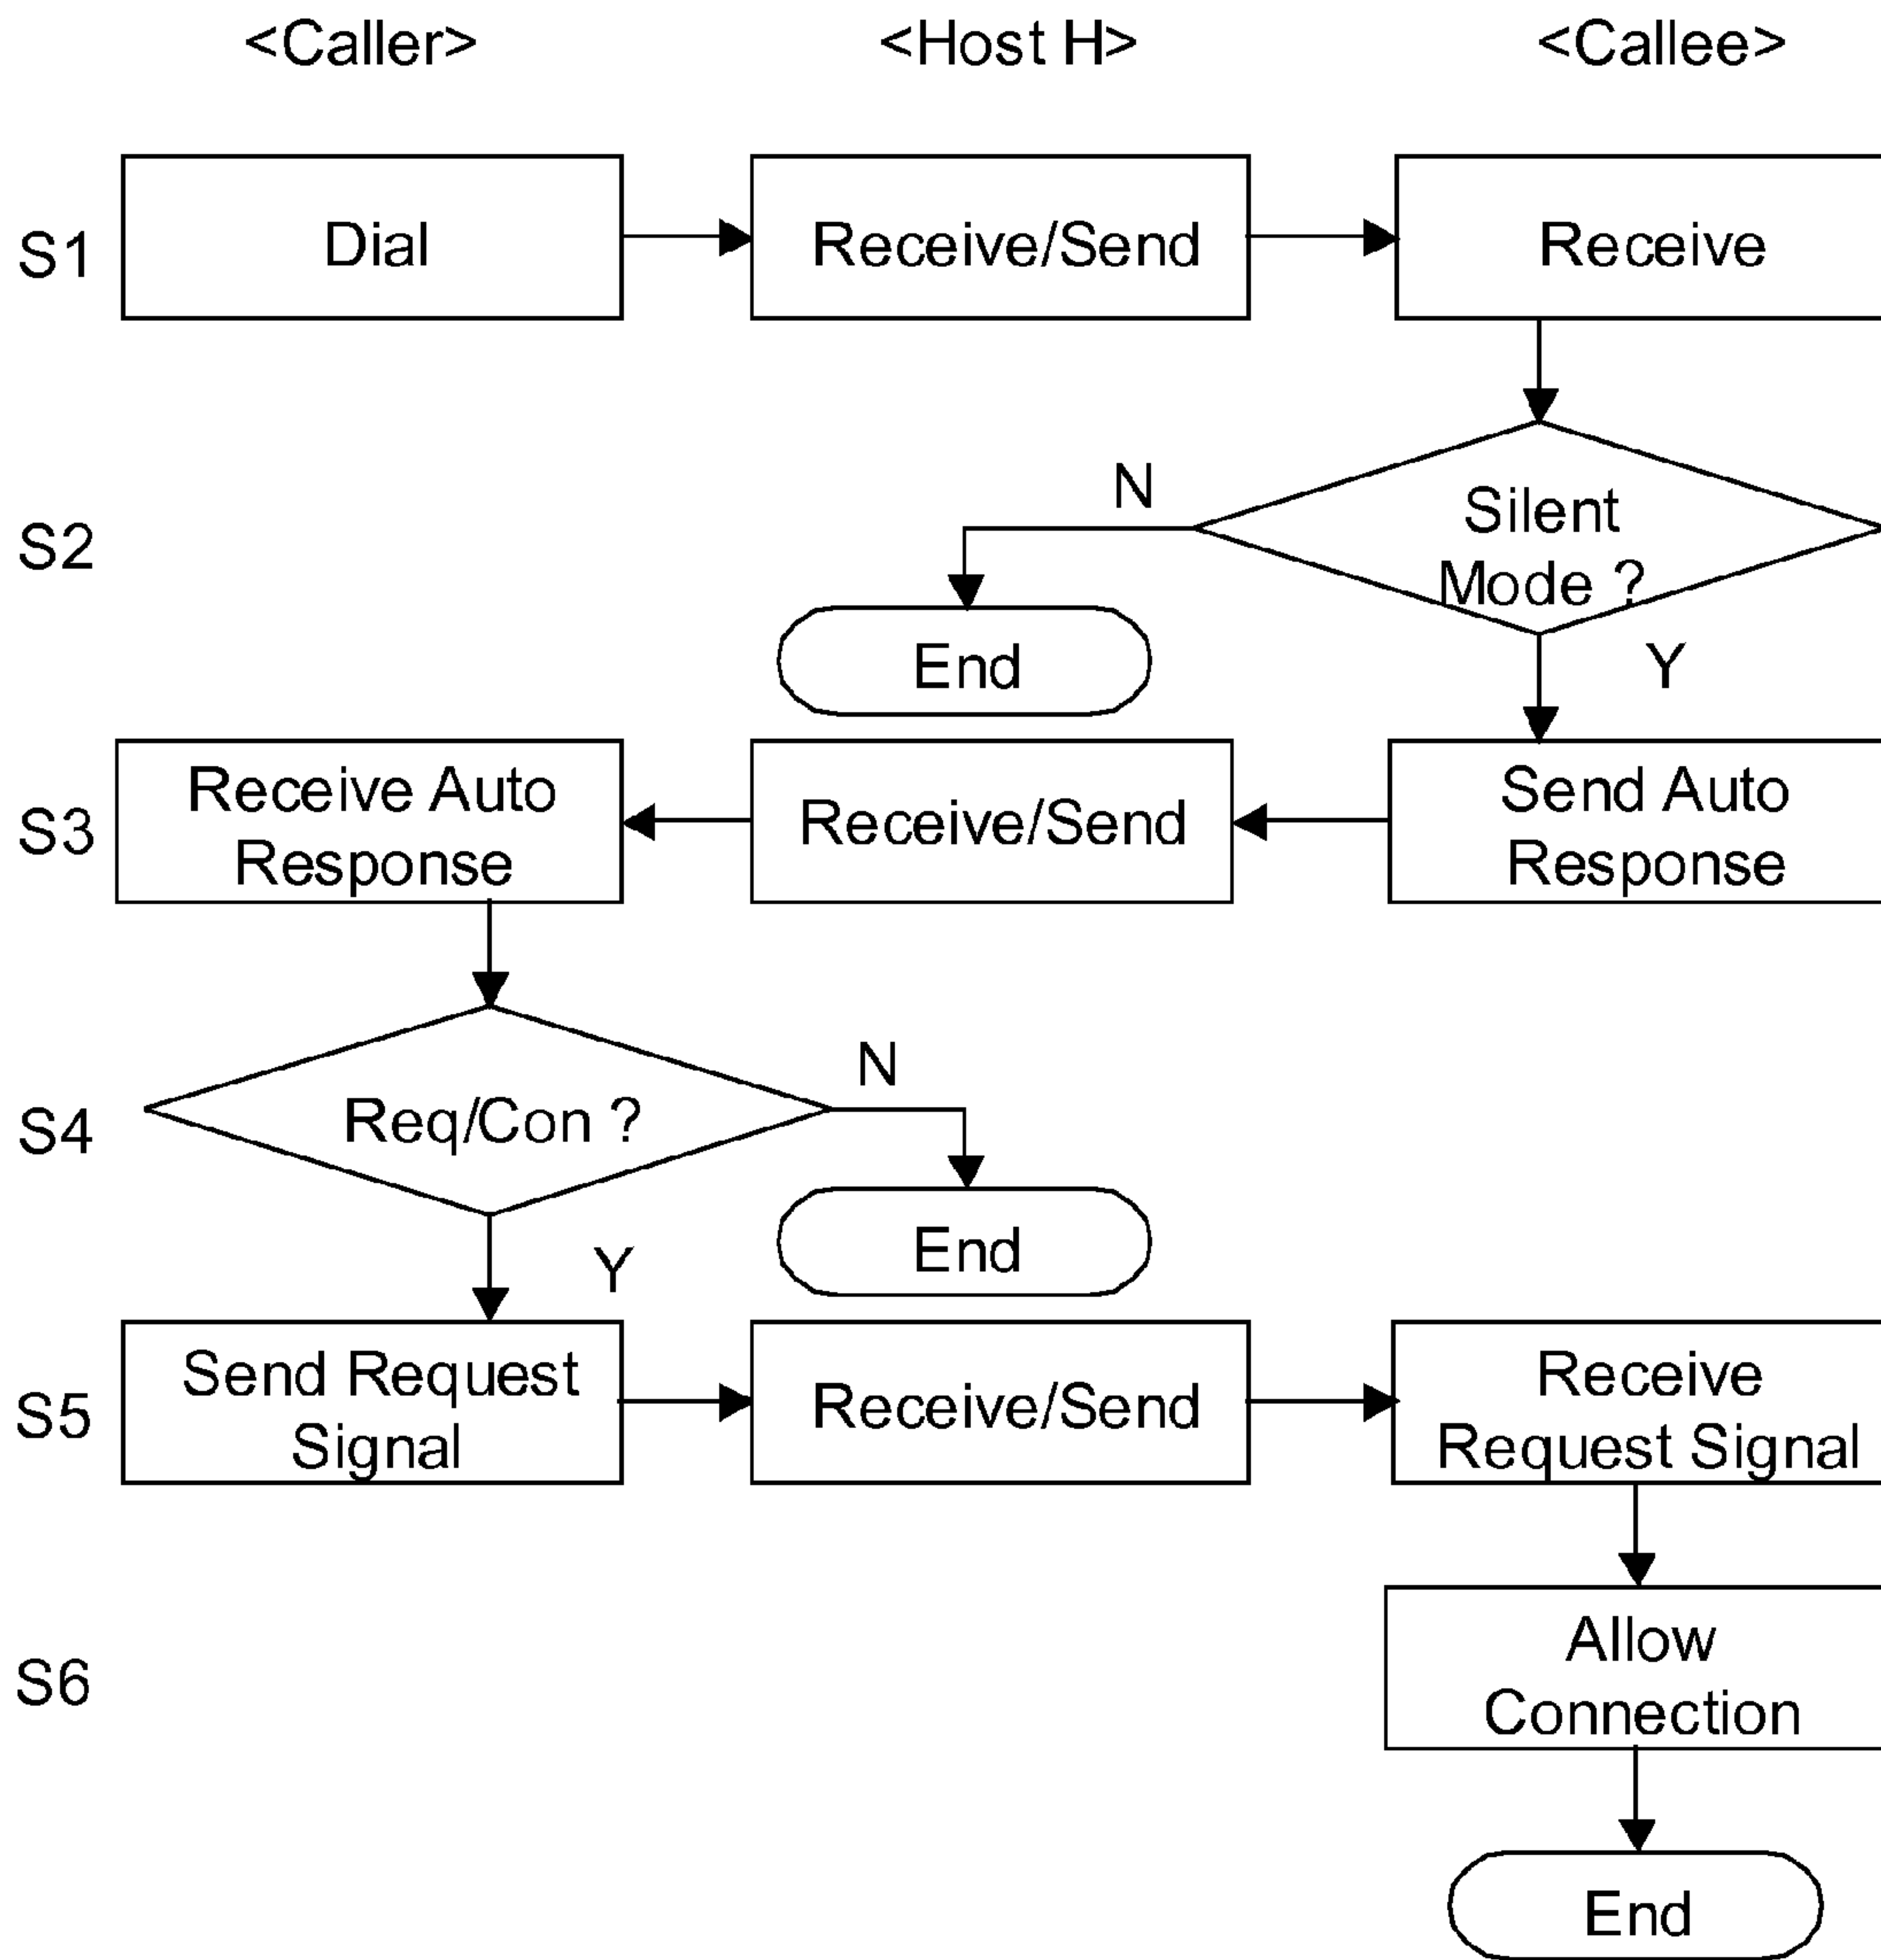 <Caller>
<Host H>
<Callee>
S1
Dial
Receive/Send
Receive
S2
N
Silent
Mode ?
End
Y
S3
Receive Auto
Response
Receive/Send
Send Auto
Response
S4
Req/Con ?
N
End
Y
S5
Send Request
Signal
Receive/Send
Receive
Request Signal
S6
Allow
Connection
End